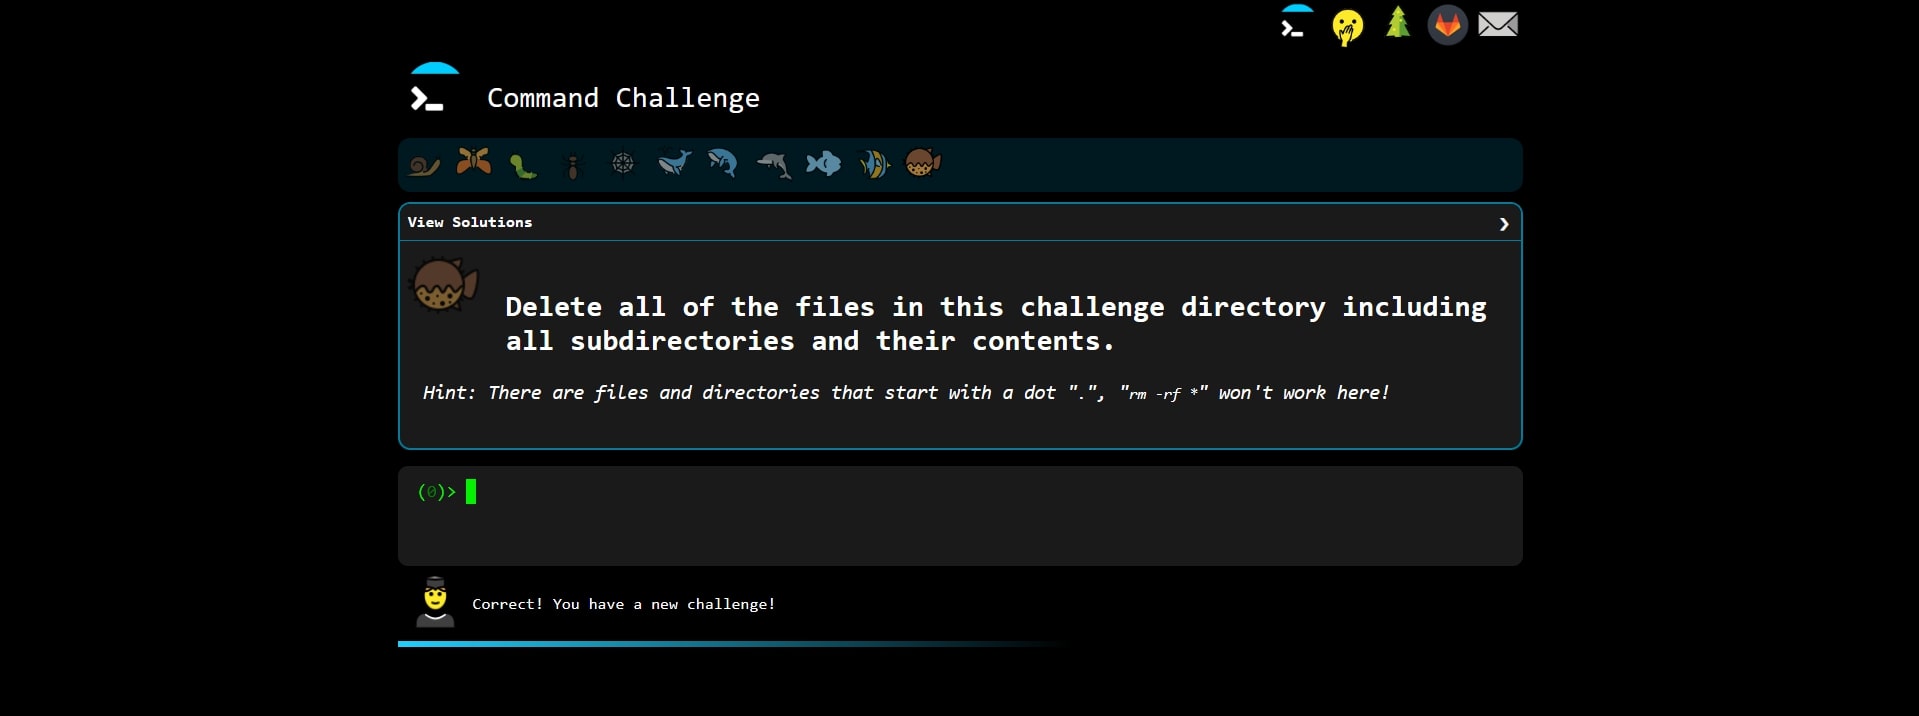 Command Challenge
View Solutions
Delete all of the files in this challenge directory including
all subdirectories and their contents.
Hint: There are files and directories that start with a dot ".", "rm -rf *" won't work here!
(0)>
Correct! You have a new challenge!